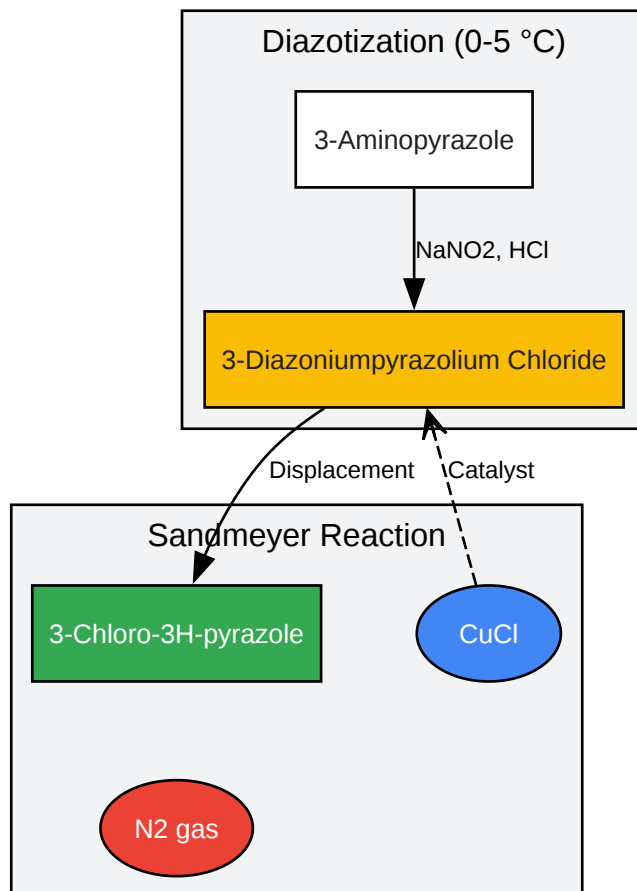 Diazotization (0-5 °C)
3-Aminopyrazole
NaNO2, HCl
3-Diazoniumpyrazolium Chloride
Displacement
Catalyst
Sandmeyer Reaction
3-Chloro-3H-pyrazole
CuCl
N2 gas